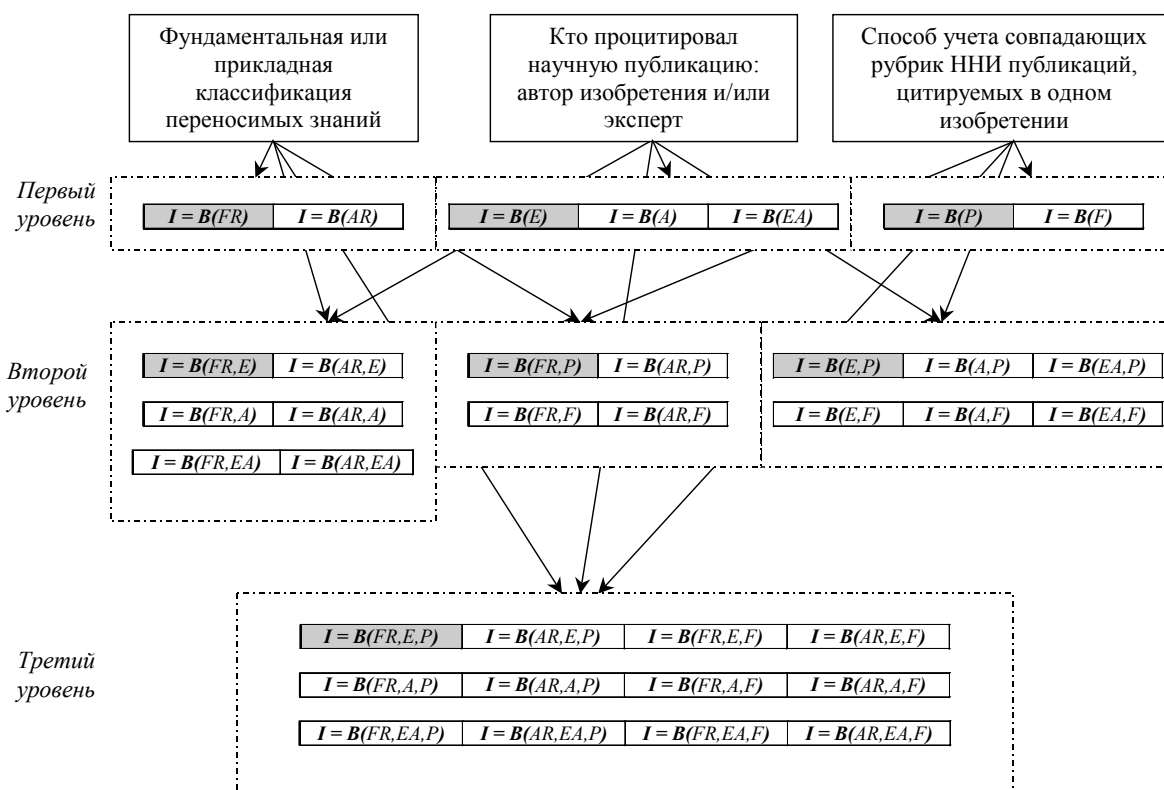 Фундаментальная или
прикладная
классификация
переносимых знаний
Кто процитировал
научную публикацию:
автор изобретения и/или
эксперт
Способ учета совпадающих
рубрик ННИ публикаций,
цитируемых в одном
изобретении
Первый
уровень
I = B(FR) I = B(AR) I = B(E) I = B(A) I = B(EA) I = B(P) I = B(F)
Второй
уровень
I = B(FR,E) I = B(AR,E)
I = B(FR,A) I = B(AR,A)
I = B(FR,EA) I = B(AR,EA)
I = B(FR,P) I = B(AR,P)
I = B(FR,F) I = B(AR,F)
I = B(E,P) I = B(A,P) I = B(EA,P)
I = B(E,F) I = B(A,F) I = B(EA,F)
Третий
уровень
I = B(FR,E,P) I = B(AR,E,P) I = B(FR,E,F) I = B(AR,E,F)
I = B(FR,A,P) I = B(AR,A,P) I = B(FR,A,F) I = B(AR,A,F)
I = B(FR,EA,P) I = B(AR,EA,P) I = B(FR,EA,F) I = B(AR,EA,F)